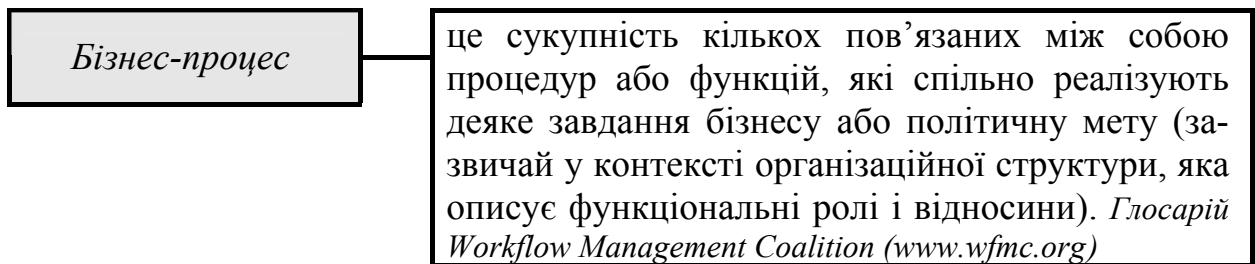 Бізнес-процес
це сукупність кількох пов’язаних між собою
процедур або функцій, які спільно реалізують
деяке завдання бізнесу або політичну мету (за-
звичай у контексті організаційної структури, яка
описує функціональні ролі і відносини). Глосарій
Workflow Management Coalition (www.wfmc.org)